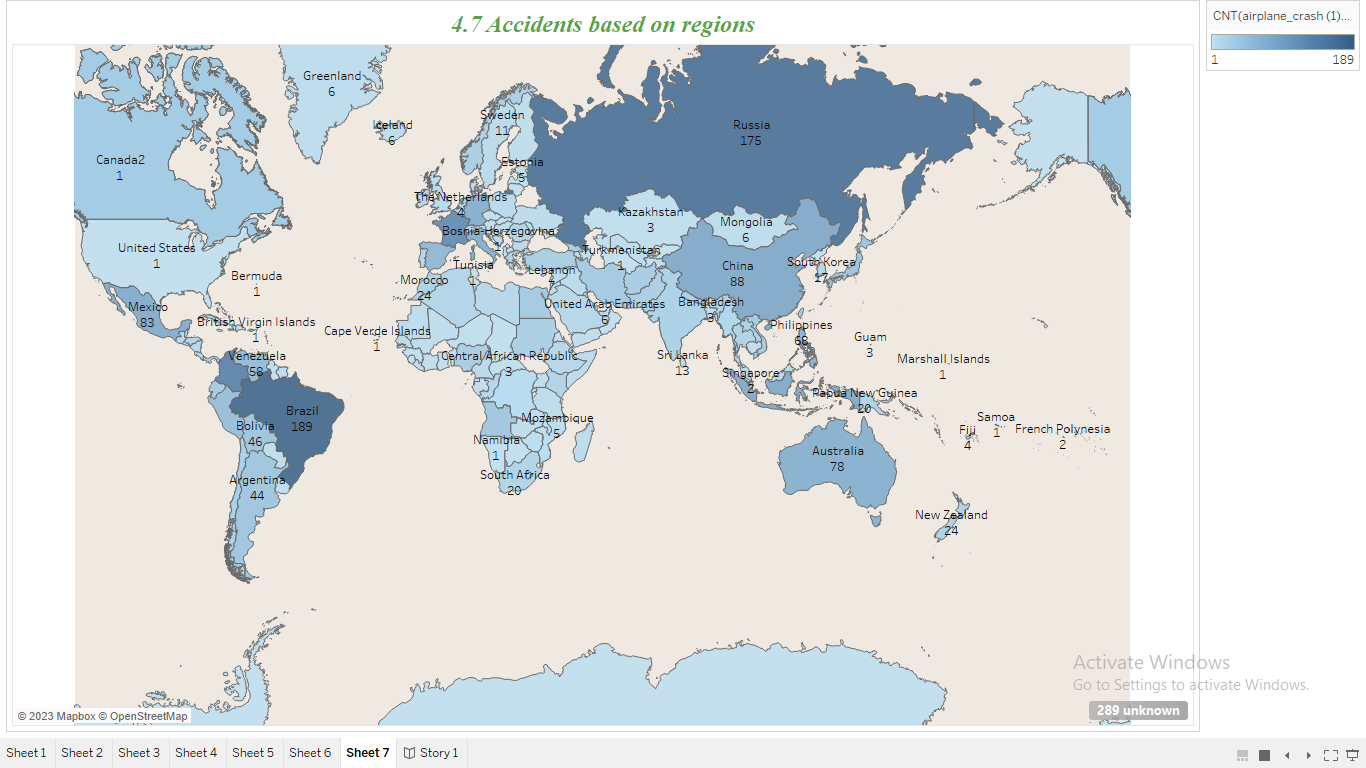 4.7 Accidents based on regions
CNT(airplane_crash (1)...
1 189
Greenland
6
Iceland
6
Sweden
11
Russia
175
Canada2
1
Estonia
5
The Netherlands
4
Kazakhstan
3
Mongolia
6
Bosnia-Herzegovina
1
United States
1
Turkmenistan
1
Tunisia
1
Lebanon
7
China
88
South Korea
17
Bermuda
1
Morocco
24
Mexico
83
United Arab Emirates
6
Bangladesh
3
British Virgin Islands
1
Cape Verde Islands
1
Philippines
68
Guam
3
Venezuela
58
Central African Republic
3
Sri Lanka
13
Marshall Islands
1
Singapore
2
Papua New Guinea
20
Brazil
189
Bolivia
46
Mozambique
5
Samoa
1
Fiji
4
French Polynesia
2
Namibia
1
Australia
78
Argentina
44
South Africa
20
New Zealand
24
Activate Windows
Go to Settings to activate Windows.
289 unknown
© 2023 Mapbox © OpenStreetMap
Sheet 1 Sheet 2 Sheet 3 Sheet 4 Sheet 5 Sheet 6 Sheet 7 Story 1